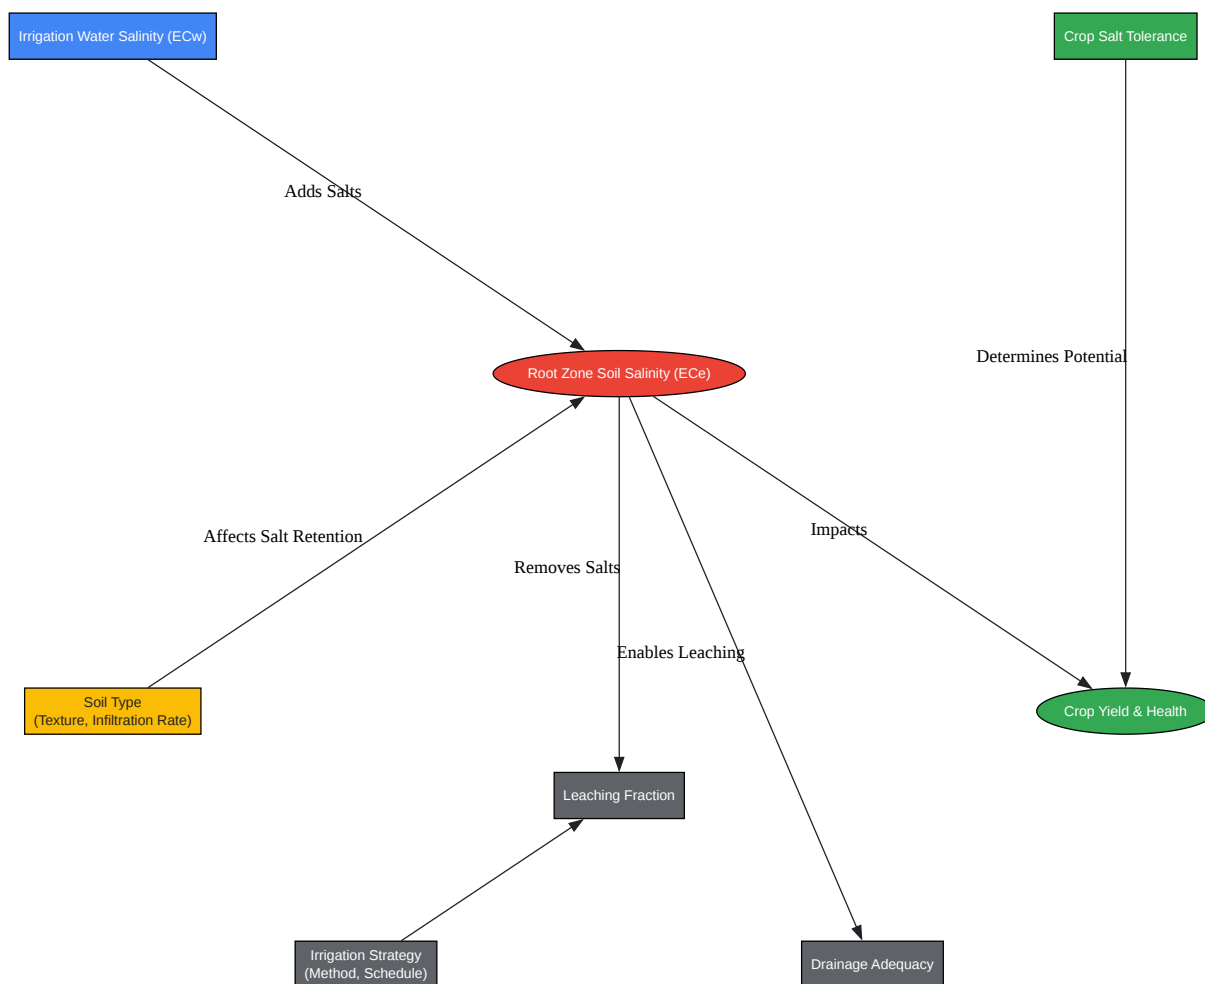 Irrigation Water Salinity (ECw)
Crop Salt Tolerance
Adds Salts
Determines Potential
Root Zone Soil Salinity (ECe)
Affects Salt Retention
Impacts
Removes Salts
Enables Leaching
Soil Type
(Texture, Infiltration Rate)
Crop Yield & Health
Leaching Fraction
Irrigation Strategy
(Method, Schedule)
Drainage Adequacy